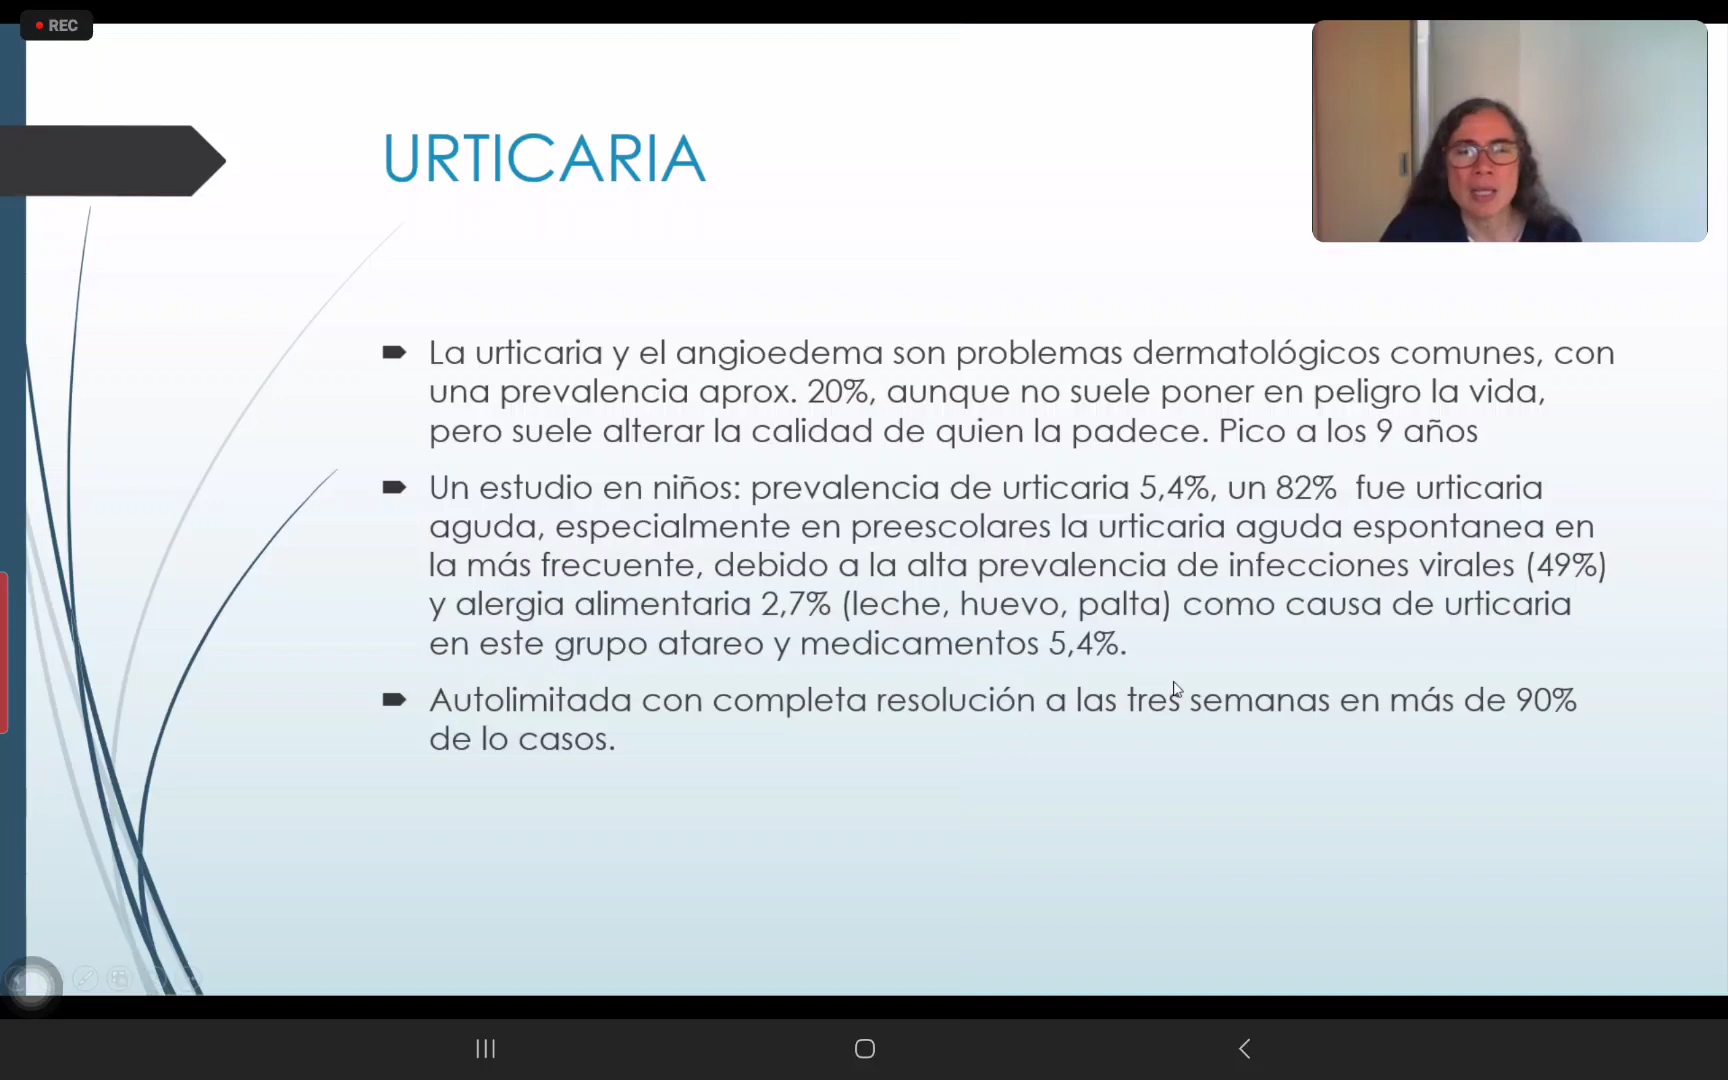 REC
URTICARIA
La urticaria y el angioedema son problemas dermatológicos comunes, con
una prevalencia aprox. 20%, aunque no suele poner en peligro la vida,
pero suele alterar la calidad de quien la padece. Pico a los 9 años
Un estudio en niños: prevalencia de urticaria 5,4%, un 82% fue urticaria
aguda, especialmente en preescolares la urticaria aguda espontanea en
la más frecuente, debido a la alta prevalencia de infecciones virales (49%)
y alergia alimentaria 2,7% (leche, huevo, palta) como causa de urticaria
en este grupo atareo y medicamentos 5,4%.
Autolimitada con completa resolución a las tres semanas en más de 90%
de lo casos.